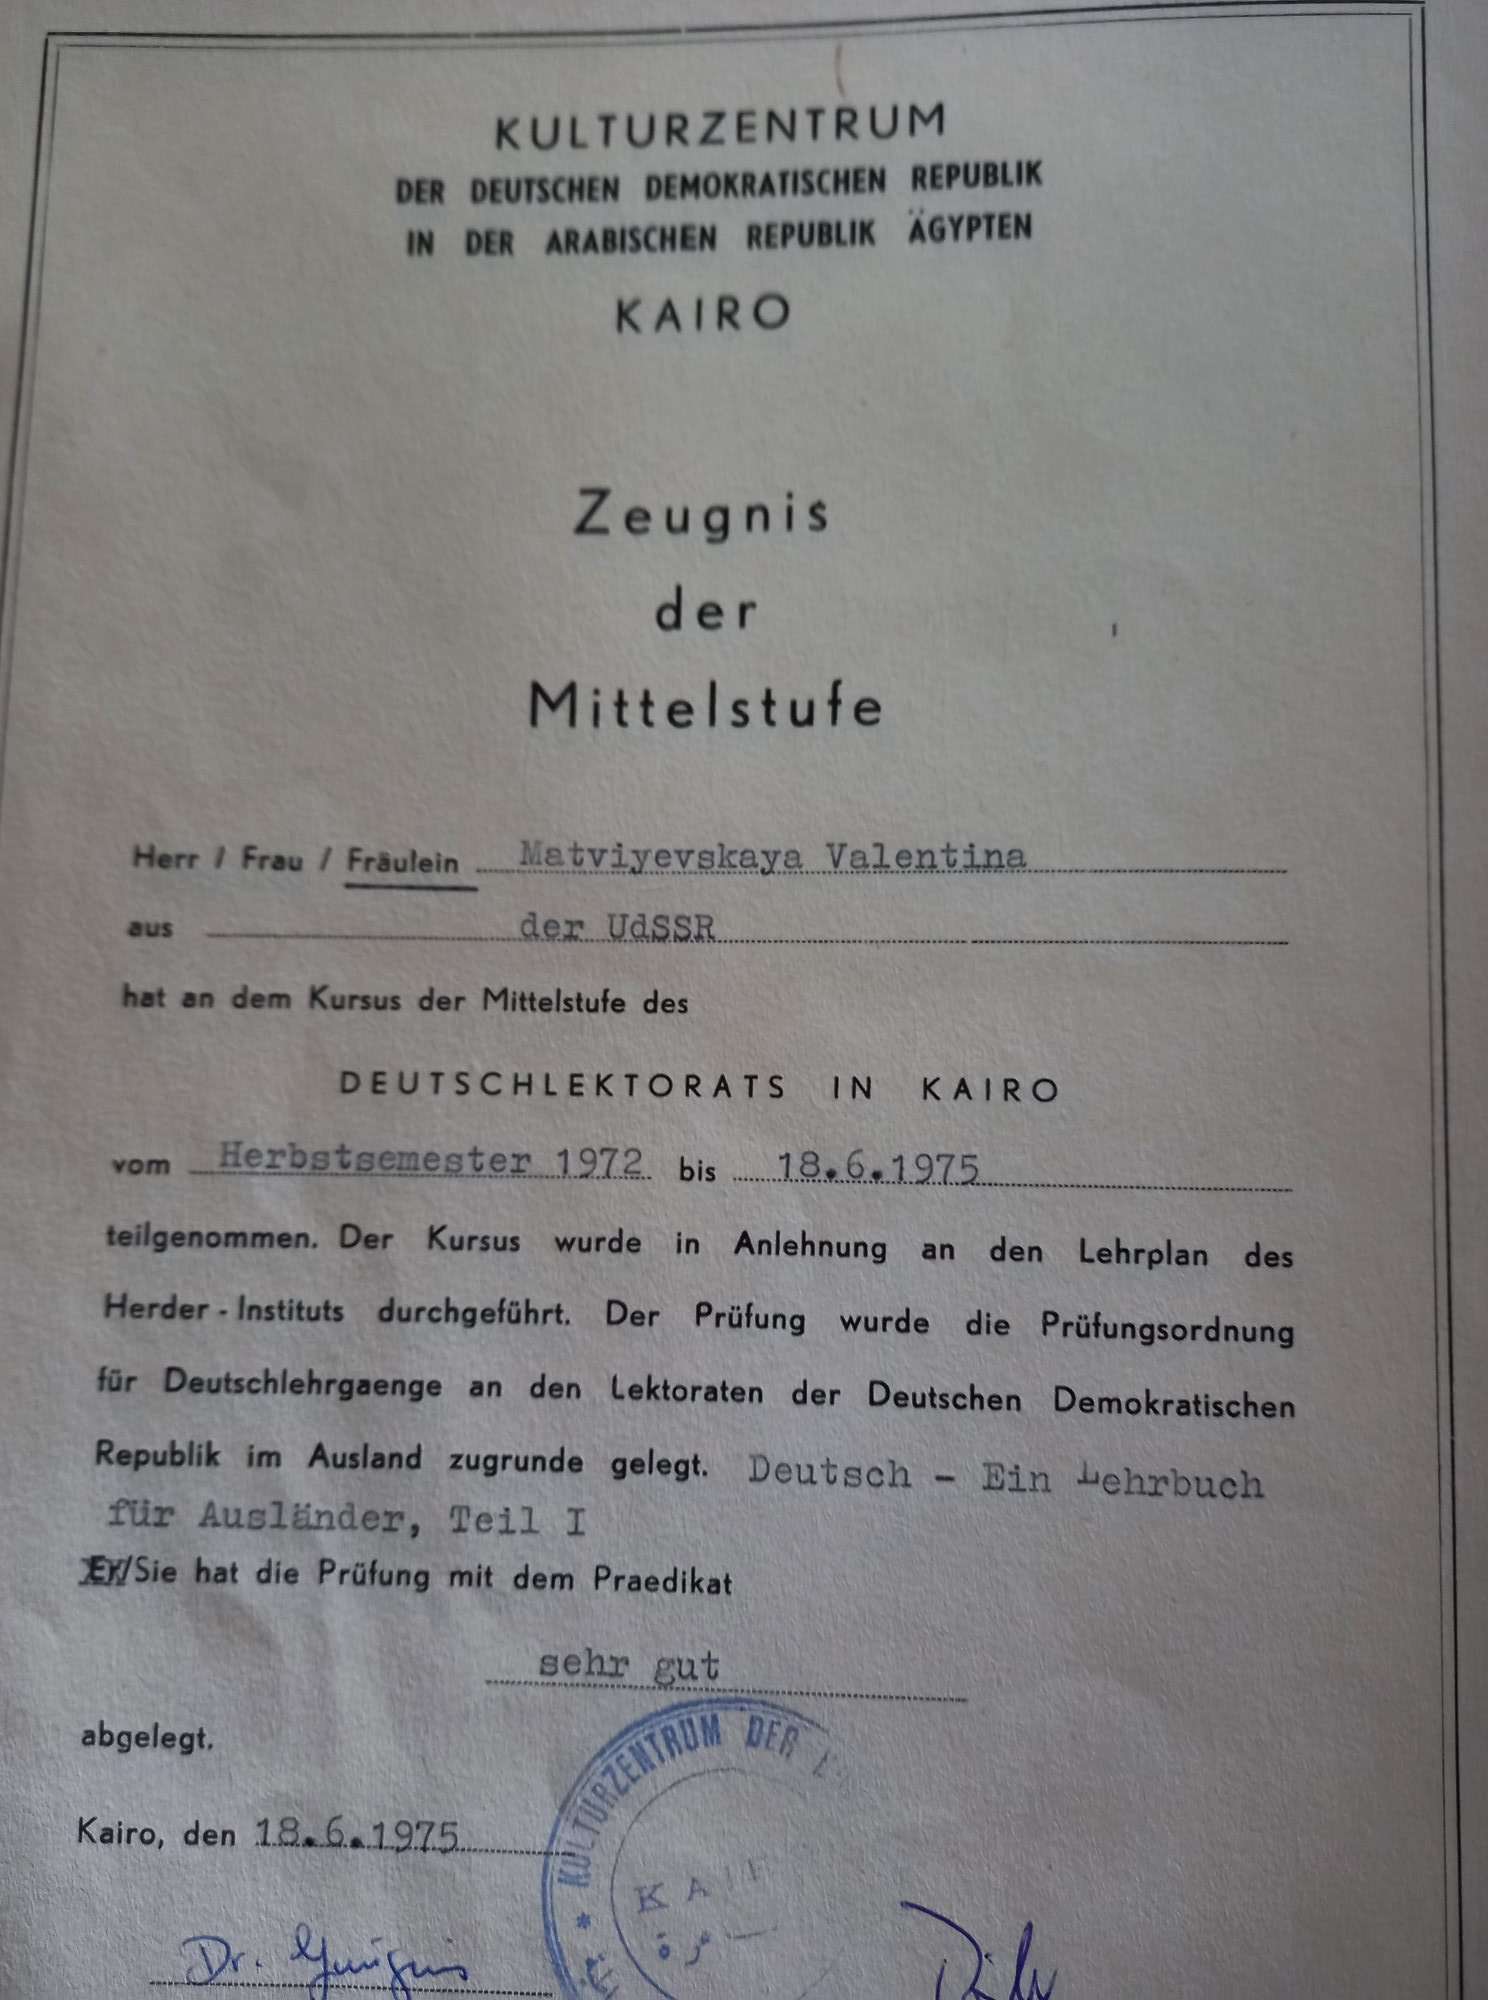 KULTURZENTRUM
DER DEUTSCHEN DEMOKRATISCHEN REPUBLIK
IN DER ARABISCHEN REPUBLIK ÄGYPTEN
KAIRO
Zeugnis
der
Mittelstufe
Herr / Frau / Fräulein Matviyevskaya Valentina
aus der UdSSR
hat an dem Kursus der Mittelstufe des
DEUTSCHLEKTORATS IN KAIRO
vom Herbstsemester 1972 bis 18.6.1975
teilgenommen. Der Kursus wurde in Anlehnung an den Lehrplan des
Herder - Instituts durchgeführt. Der Prüfung wurde die Prüfungsordnung
für Deutschlehrgaenge an den Lektoraten der Deutschen Demokratischen
Republik im Ausland zugrunde gelegt. Deutsch - Ein Lehrbuch
für Ausländer, Teil I
Er/Sie hat die Prüfung mit dem Praedikat
sehr gut
abgelegt.
Kairo, den 18.6.1975
KULTURZENTRUM DER
Dr.